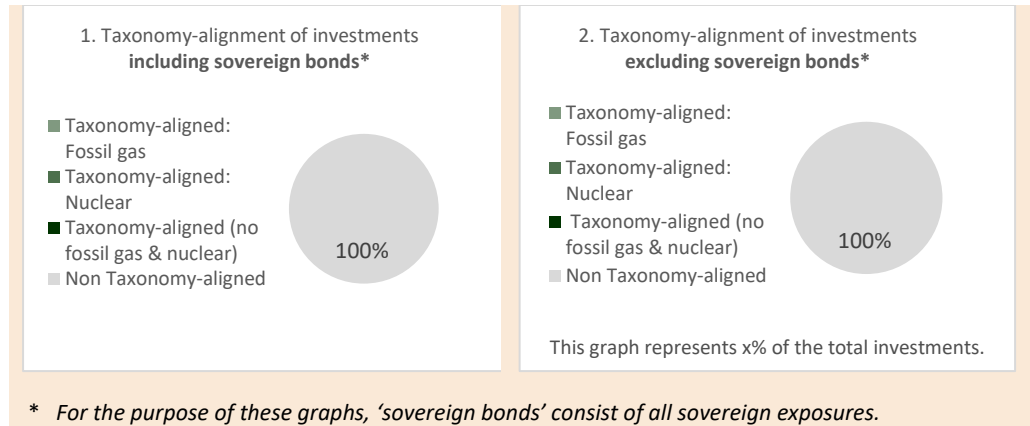 1. Taxonomy-alignment of investments
including sovereign bonds*
Taxonomy-aligned:
Fossil gas
Taxonomy-aligned:
Nuclear
Taxonomy-aligned (no
fossil gas & nuclear)
Non Taxonomy-aligned
100%
2. Taxonomy-alignment of investments
excluding sovereign bonds*
Taxonomy-aligned:
Fossil gas
Taxonomy-aligned:
Nuclear
Taxonomy-aligned (no
fossil gas & nuclear)
Non Taxonomy-aligned
100%
This graph represents x% of the total investments.
* For the purpose of these graphs, ‘sovereign bonds’ consist of all sovereign exposures.